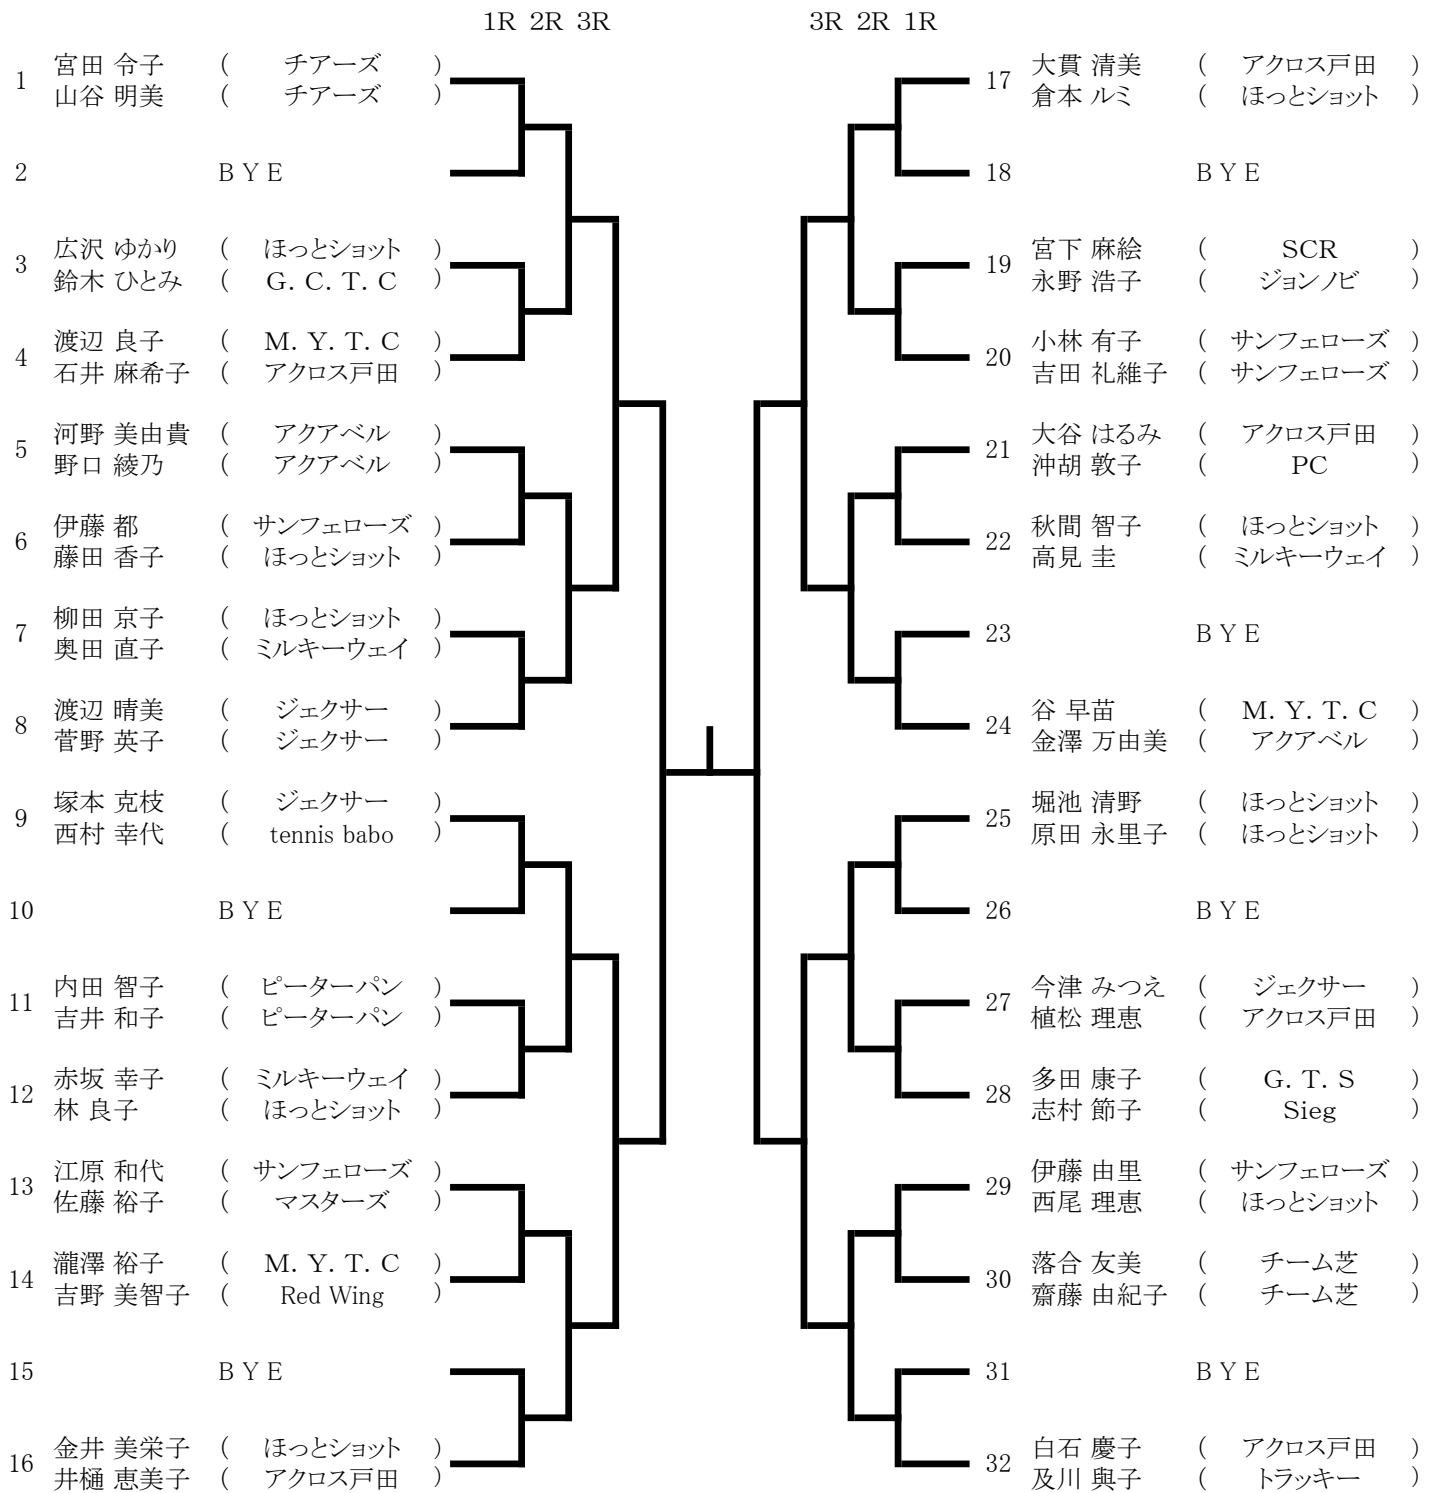 1R 2R 3R
3R 2R 1R
1 宮田 令子 ( チアーズ )
山谷 明美 ( チアーズ )
2 BYE
3 広沢 ゆかり ( ほっとショット )
鈴木 ひとみ ( G. C. T. C )
4 渡辺 良子 ( M. Y. T. C )
石井 麻希子 ( アクロス戸田 )
5 河野 美由貴 ( アクアベル )
野口 綾乃 ( アクアベル )
6 伊藤 都 ( サンフェローズ )
藤田 香子 ( ほっとショット )
7 柳田 京子 ( ほっとショット )
奥田 直子 ( ミルキーウェイ )
8 渡辺 晴美 ( ジェクサー )
菅野 英子 ( ジェクサー )
9 塚本 克枝 ( ジェクサー )
西村 幸代 ( tennis babo )
10 BYE
11 内田 智子 ( ピーターパン )
吉井 和子 ( ピーターパン )
12 赤坂 幸子 ( ミルキーウェイ )
林 良子 ( ほっとショット )
13 江原 和代 ( サンフェローズ )
佐藤 裕子 ( マスターズ )
14 瀧澤 裕子 ( M. Y. T. C )
吉野 美智子 ( Red Wing )
15 BYE
16 金井 美栄子 ( ほっとショット )
井樋 恵美子 ( アクロス戸田 )
17 大貫 清美 ( アクロス戸田 )
倉本 ルミ ( ほっとショット )
18 BYE
19 宮下 麻絵 ( SCR )
永野 浩子 ( ジョンノビ )
20 小林 有子 ( サンフェローズ )
吉田 礼維子 ( サンフェローズ )
21 大谷 はるみ ( アクロス戸田 )
沖胡 敦子 ( PC )
22 秋間 智子 ( ほっとショット )
高見 圭 ( ミルキーウェイ )
23 BYE
24 谷 早苗 ( M. Y. T. C )
金澤 万由美 ( アクアベル )
25 堀池 清野 ( ほっとショット )
原田 永里子 ( ほっとショット )
26 BYE
27 今津 みつえ ( ジェクサー )
植松 理恵 ( アクロス戸田 )
28 多田 康子 ( G. T. S )
志村 節子 ( Sieg )
29 伊藤 由里 ( サンフェローズ )
西尾 理恵 ( ほっとショット )
30 落合 友美 ( チーム芝 )
齋藤 由紀子 ( チーム芝 )
31 BYE
32 白石 慶子 ( アクロス戸田 )
及川 與子 ( トラッキー )